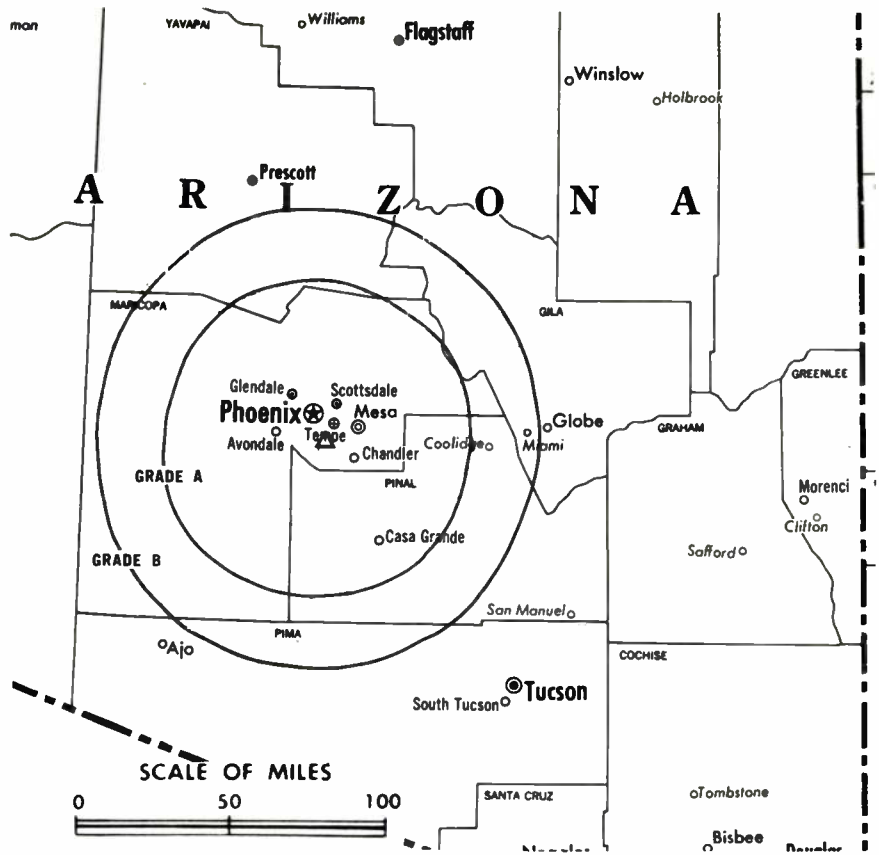 man
YAVAPAI
Williams
Flagstaff
Winslow
Holbrook
Prescott
A R I Z O N A
MARICOPA
GILA
GREENLEE
Glendale
Scottsdale
Phoenix
Mesa
Globe
Tempe
Avondale
Miami
Coolidge
GRAHAM
Chandler
GRADE A
PINAL
Morenci
Clifton
Casa Grande
Safford
GRADE B
San Manuel
PIMA
Ajo
COCHISE
Tucson
South Tucson
SCALE OF MILES
0 50 100
SANTA CRUZ
Tombstone
Bisbee